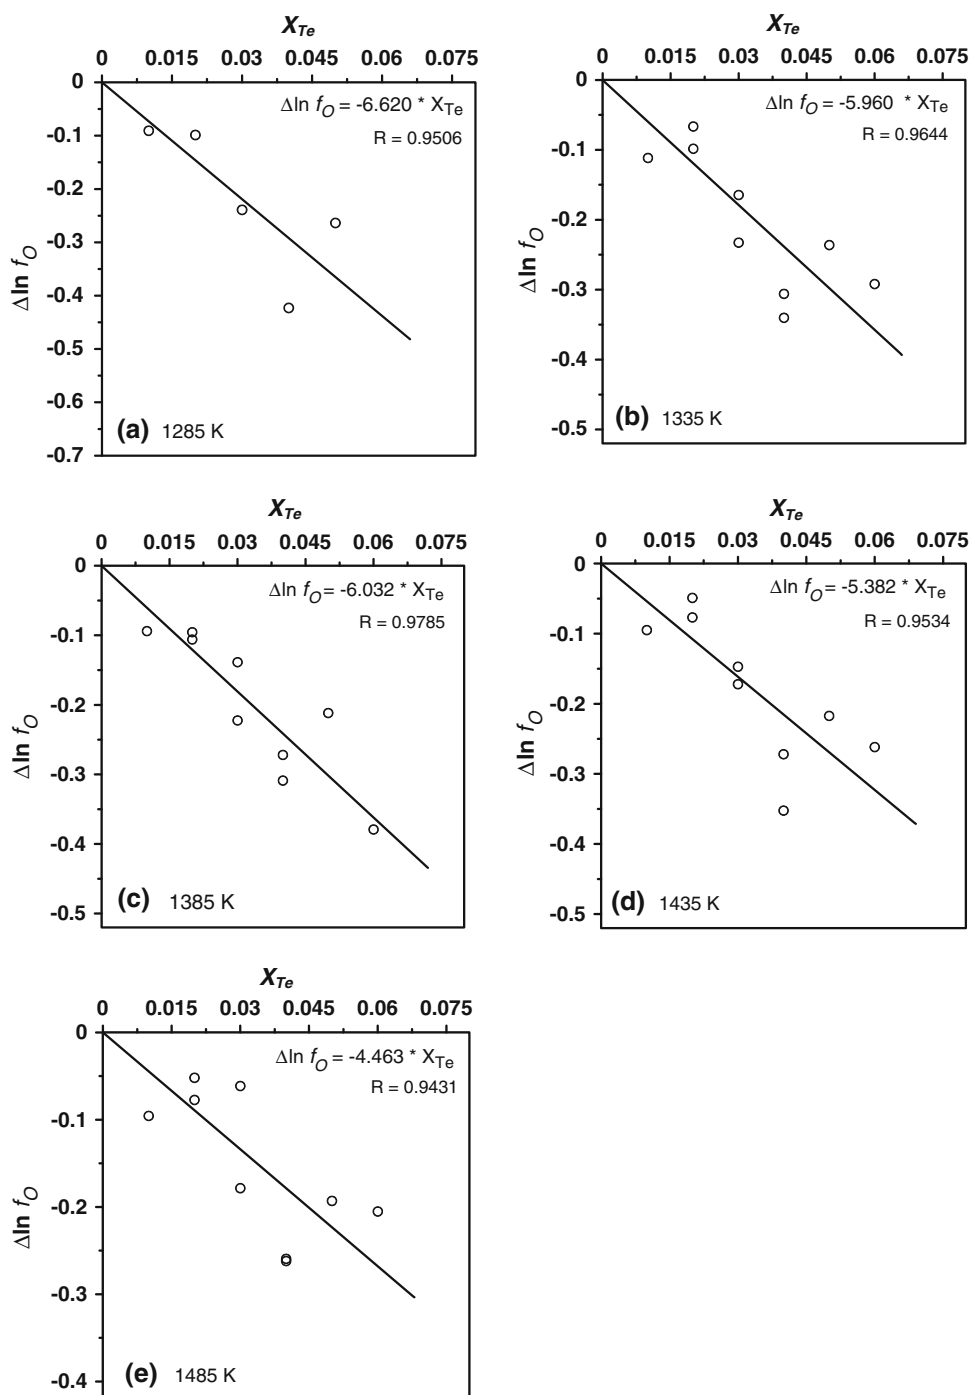 X_Te
0 0.015 0.03 0.045 0.06 0.075
0
-0.1
-0.2
-0.3
-0.4
-0.5
-0.6
-0.7
Δln f_O
Δln f_O = -6.620 * X_Te
R = 0.9506
(a) 1285 K
X_Te
0 0.015 0.03 0.045 0.06 0.075
0
-0.1
-0.2
-0.3
-0.4
-0.5
Δln f_O
Δln f_O = -5.960 * X_Te
R = 0.9644
(b) 1335 K
X_Te
0 0.015 0.03 0.045 0.06 0.075
0
-0.1
-0.2
-0.3
-0.4
-0.5
Δln f_O
Δln f_O = -6.032 * X_Te
R = 0.9785
(c) 1385 K
X_Te
0 0.015 0.03 0.045 0.06 0.075
0
-0.1
-0.2
-0.3
-0.4
-0.5
Δln f_O
Δln f_O = -5.382 * X_Te
R = 0.9534
(d) 1435 K
X_Te
0 0.015 0.03 0.045 0.06 0.075
0
-0.1
-0.2
-0.3
-0.4
Δln f_O
Δln f_O = -4.463 * X_Te
R = 0.9431
(e) 1485 K